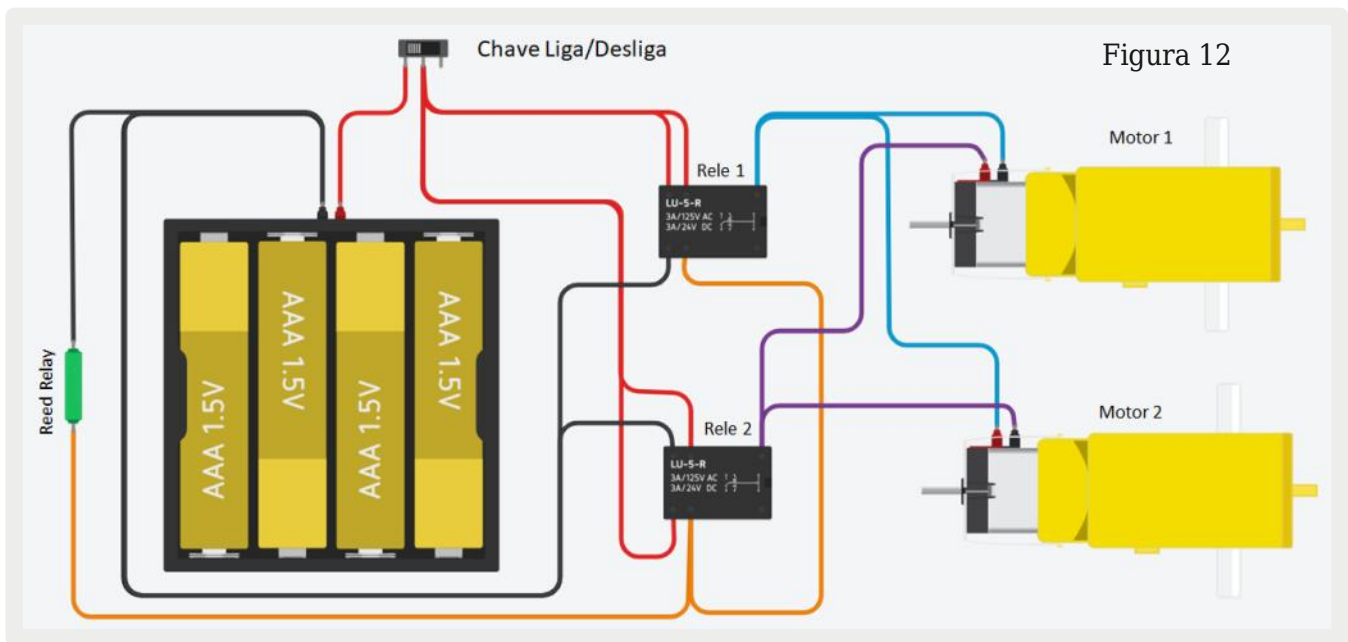 Chave Liga/Desliga
Figura 12
Motor 1
Rele 1
LU-5-R
3A/125V AC
3A/24V DC
AAA 1.5V
AAA 1.5V
AAA 1.5V
AAA 1.5V
Reed Relay
Motor 2
Rele 2
LU-5-R
3A/125V AC
3A/24V DC